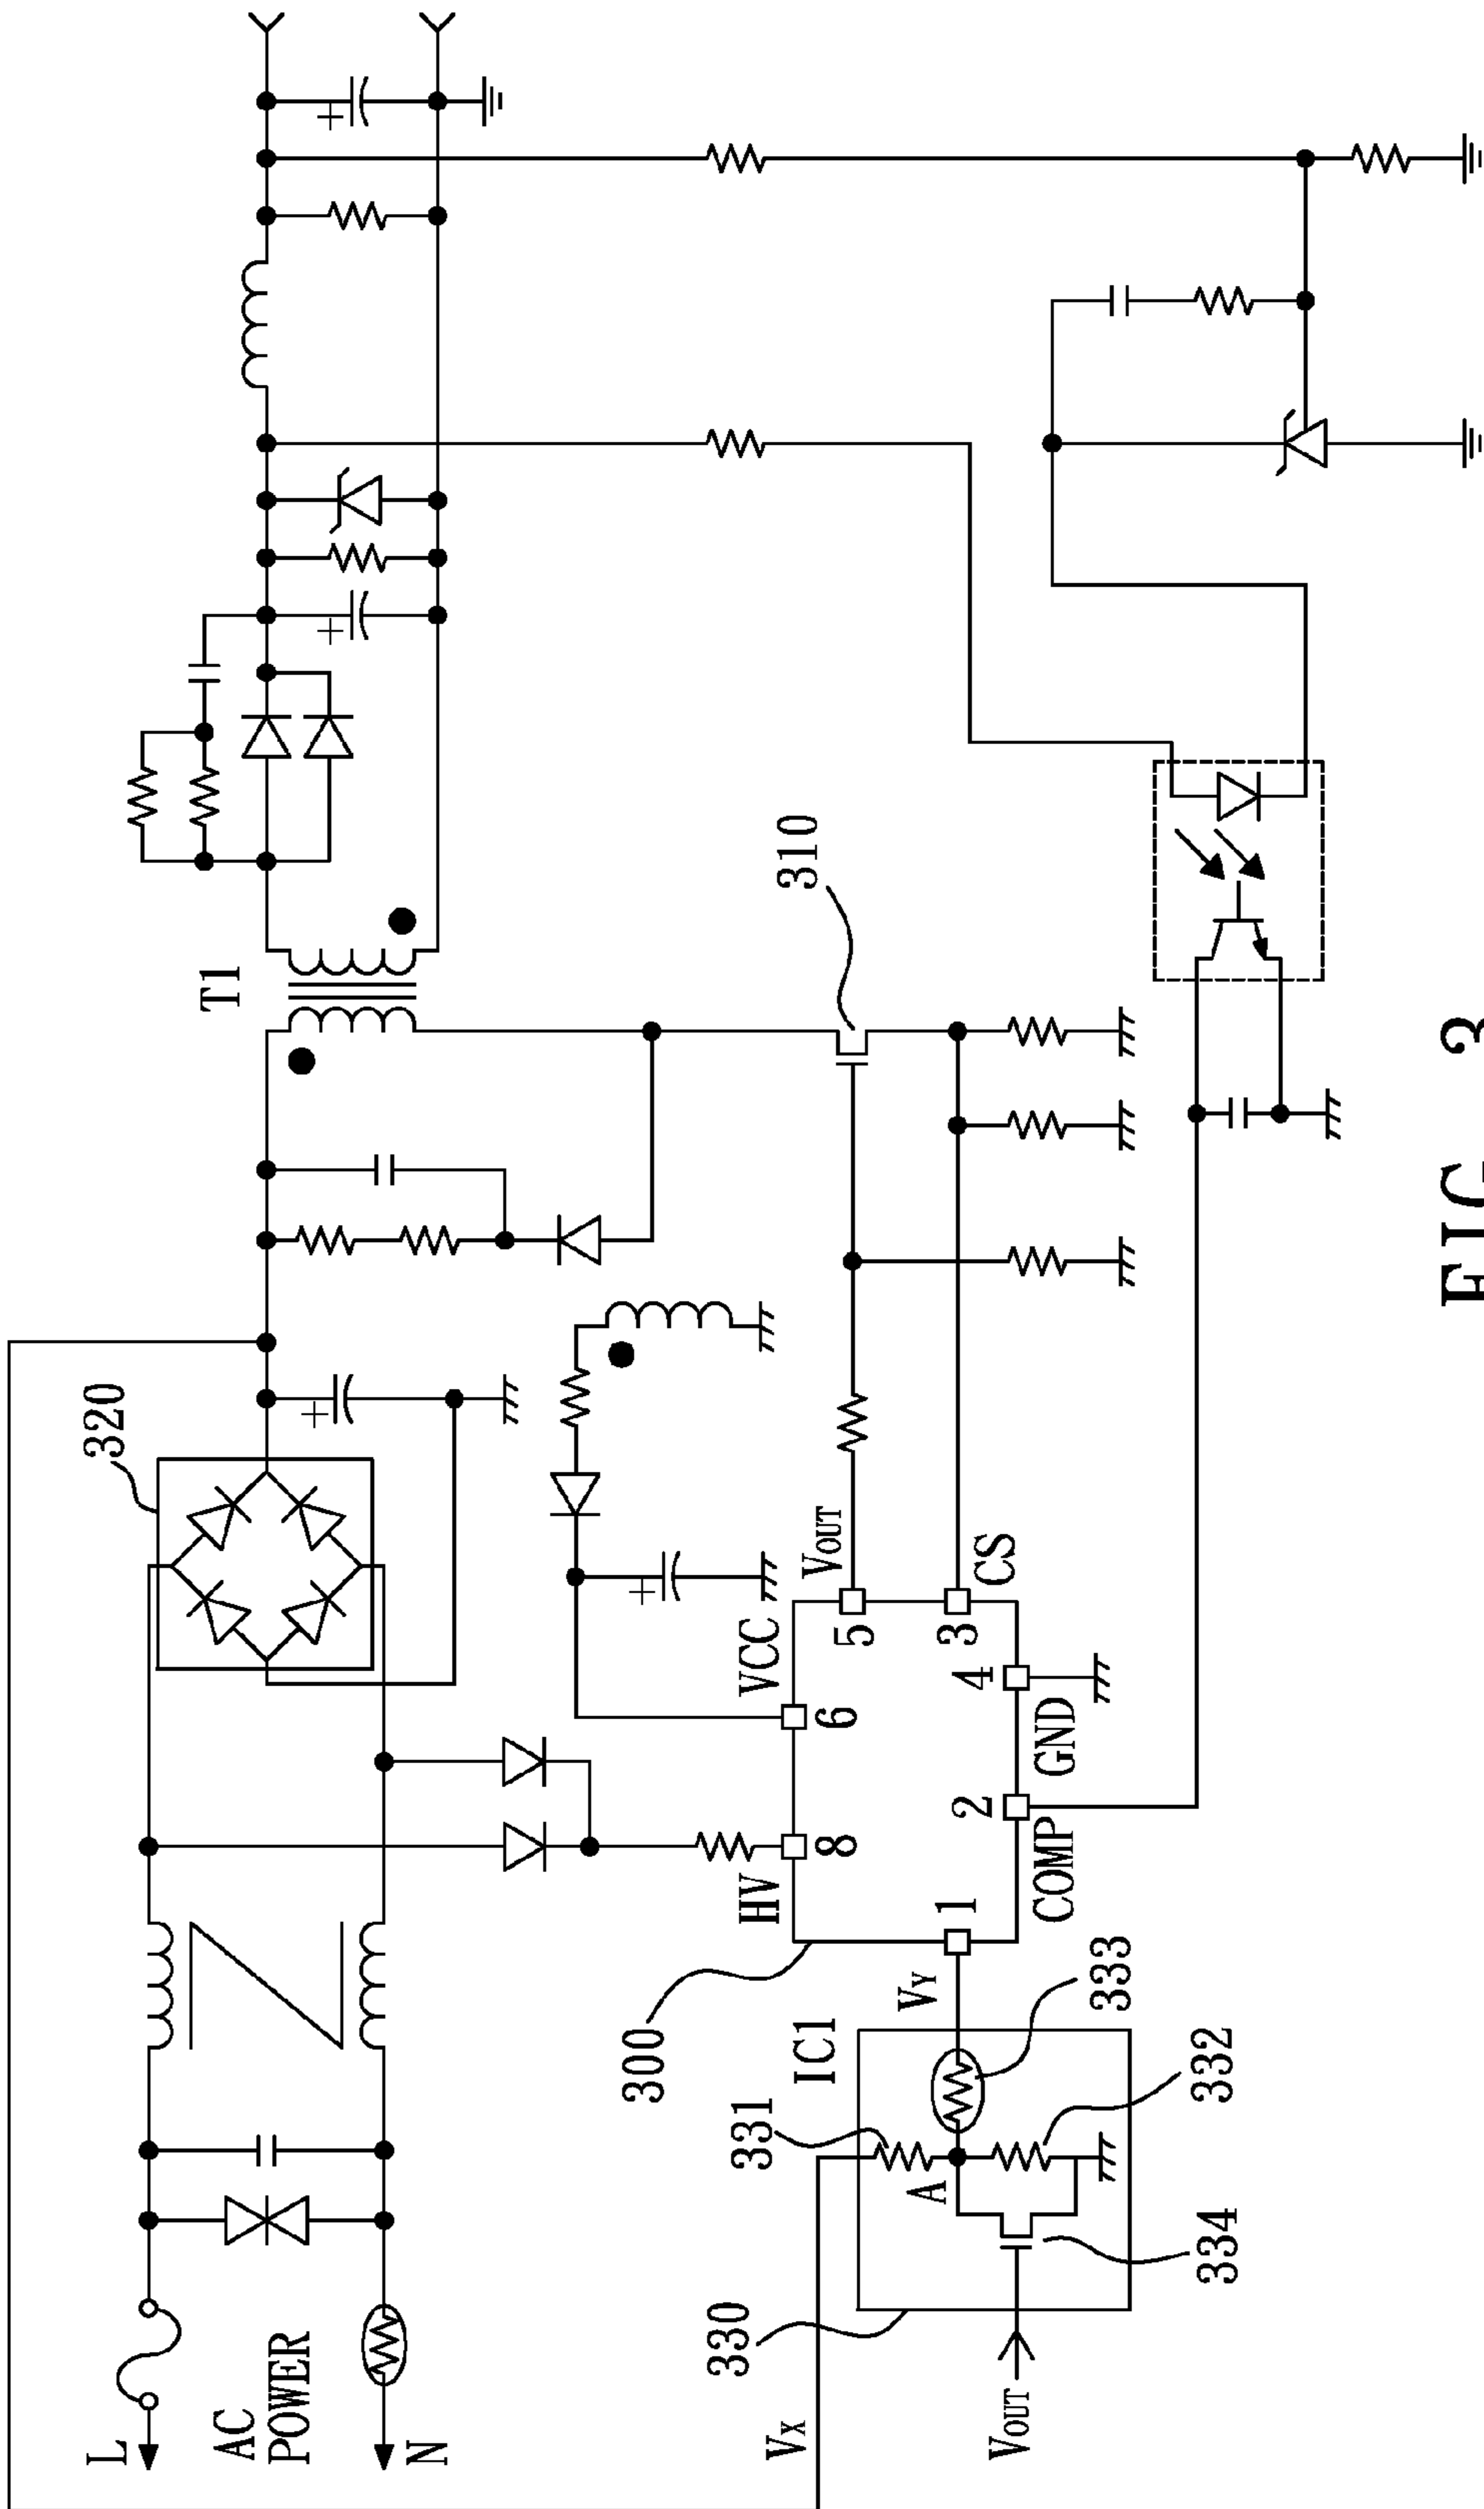 L
AC
POWER
N
320
T1
HV
VCC
VOUT
310
8
6
5
3
CS
4
GND
2
COMP
1
300
IC1
VY
333
331
A
332
330
334
VX
VOUT
FIG. 3